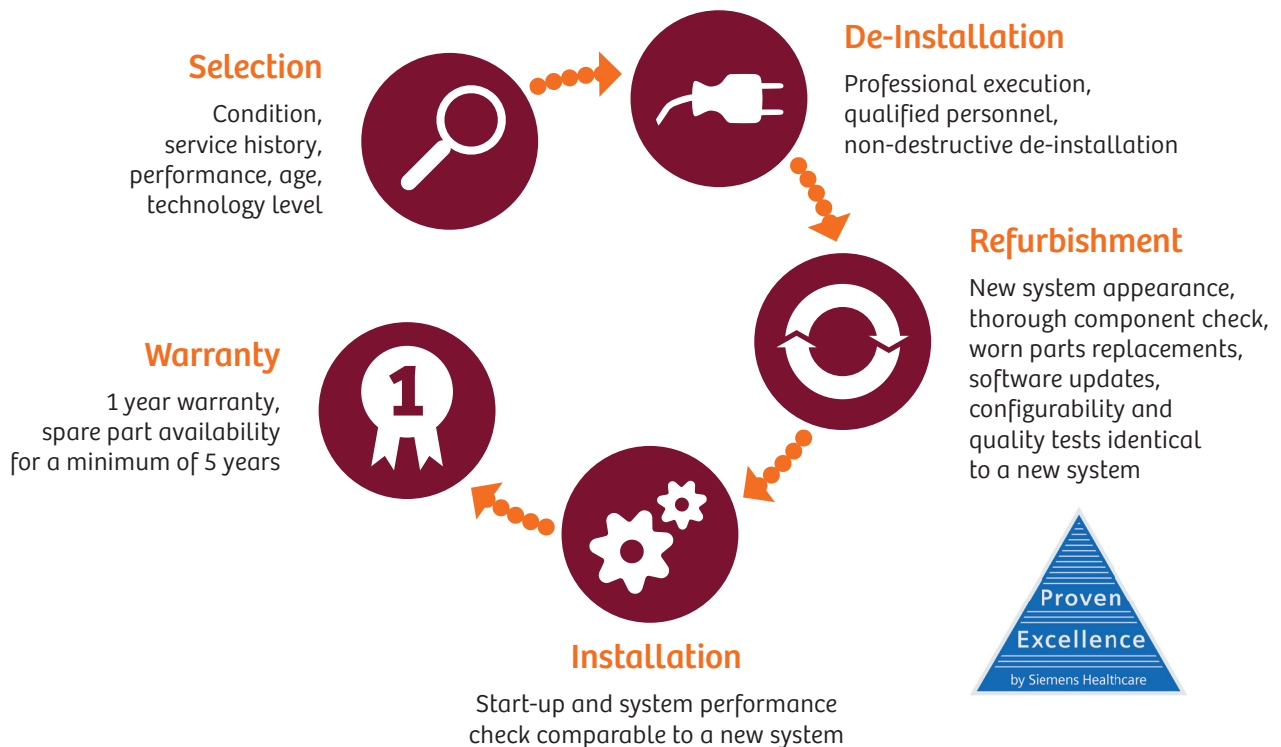 Selection
Condition,
service history,
performance, age,
technology level
De-Installation
Professional execution,
qualified personnel,
non-destructive de-installation
Refurbishment
New system appearance,
thorough component check,
worn parts replacements,
software updates,
configurability and
quality tests identical
to a new system
Installation
Start-up and system performance
check comparable to a new system
Warranty
1 year warranty,
spare part availability
for a minimum of 5 years
1
Proven
Excellence
by Siemens Healthcare